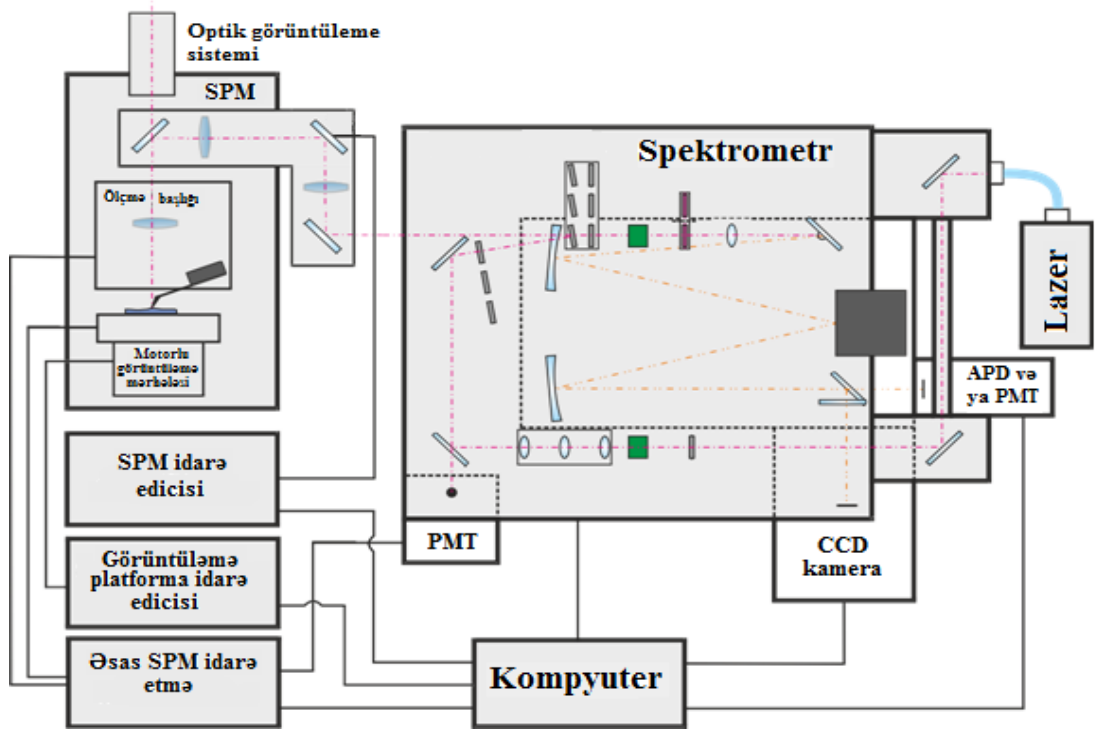 Optik görüntüleme
sistemi
SPM
Ölçmə başlığı
Motorlu
görüntüləmə
mərhələsi
Spektrometr
Lazer
APD və
ya PMT
SPM idarə
edicisi
PMT
CCD
kamera
Görüntüləmə
platforma idarə
edicisi
Əsas SPM idarə
etmə
Kompyuter